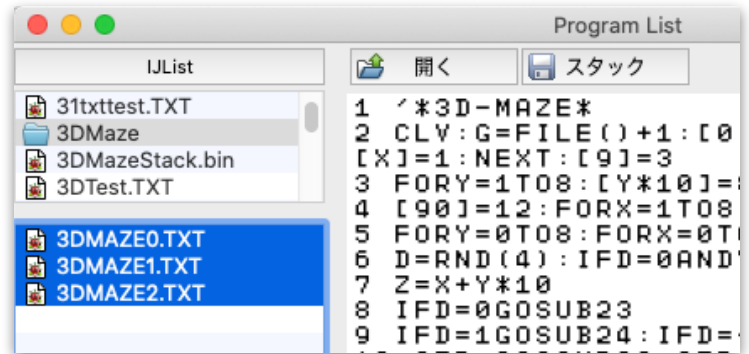 Program List
IJList
開く
スタック
31txttest.TXT
3DMaze
3DMazeStack.bin
3DTest.TXT
3DMAZE0.TXT
3DMAZE1.TXT
3DMAZE2.TXT
1 '*3D-MAZE*
2 CLV:G=FILE()+1:[0
[X]=1:NEXT:[9]=3
3 FORY=1TO8:[Y*10]=
4 [90]=12:FORX=1TO8
5 FORY=0TO8:FORX=0T
6 D=RND(4):IFD=0AND
7 Z=X+Y*10
8 IFD=0GOSUB23
9 IFD=1GOSUB24:IFD=